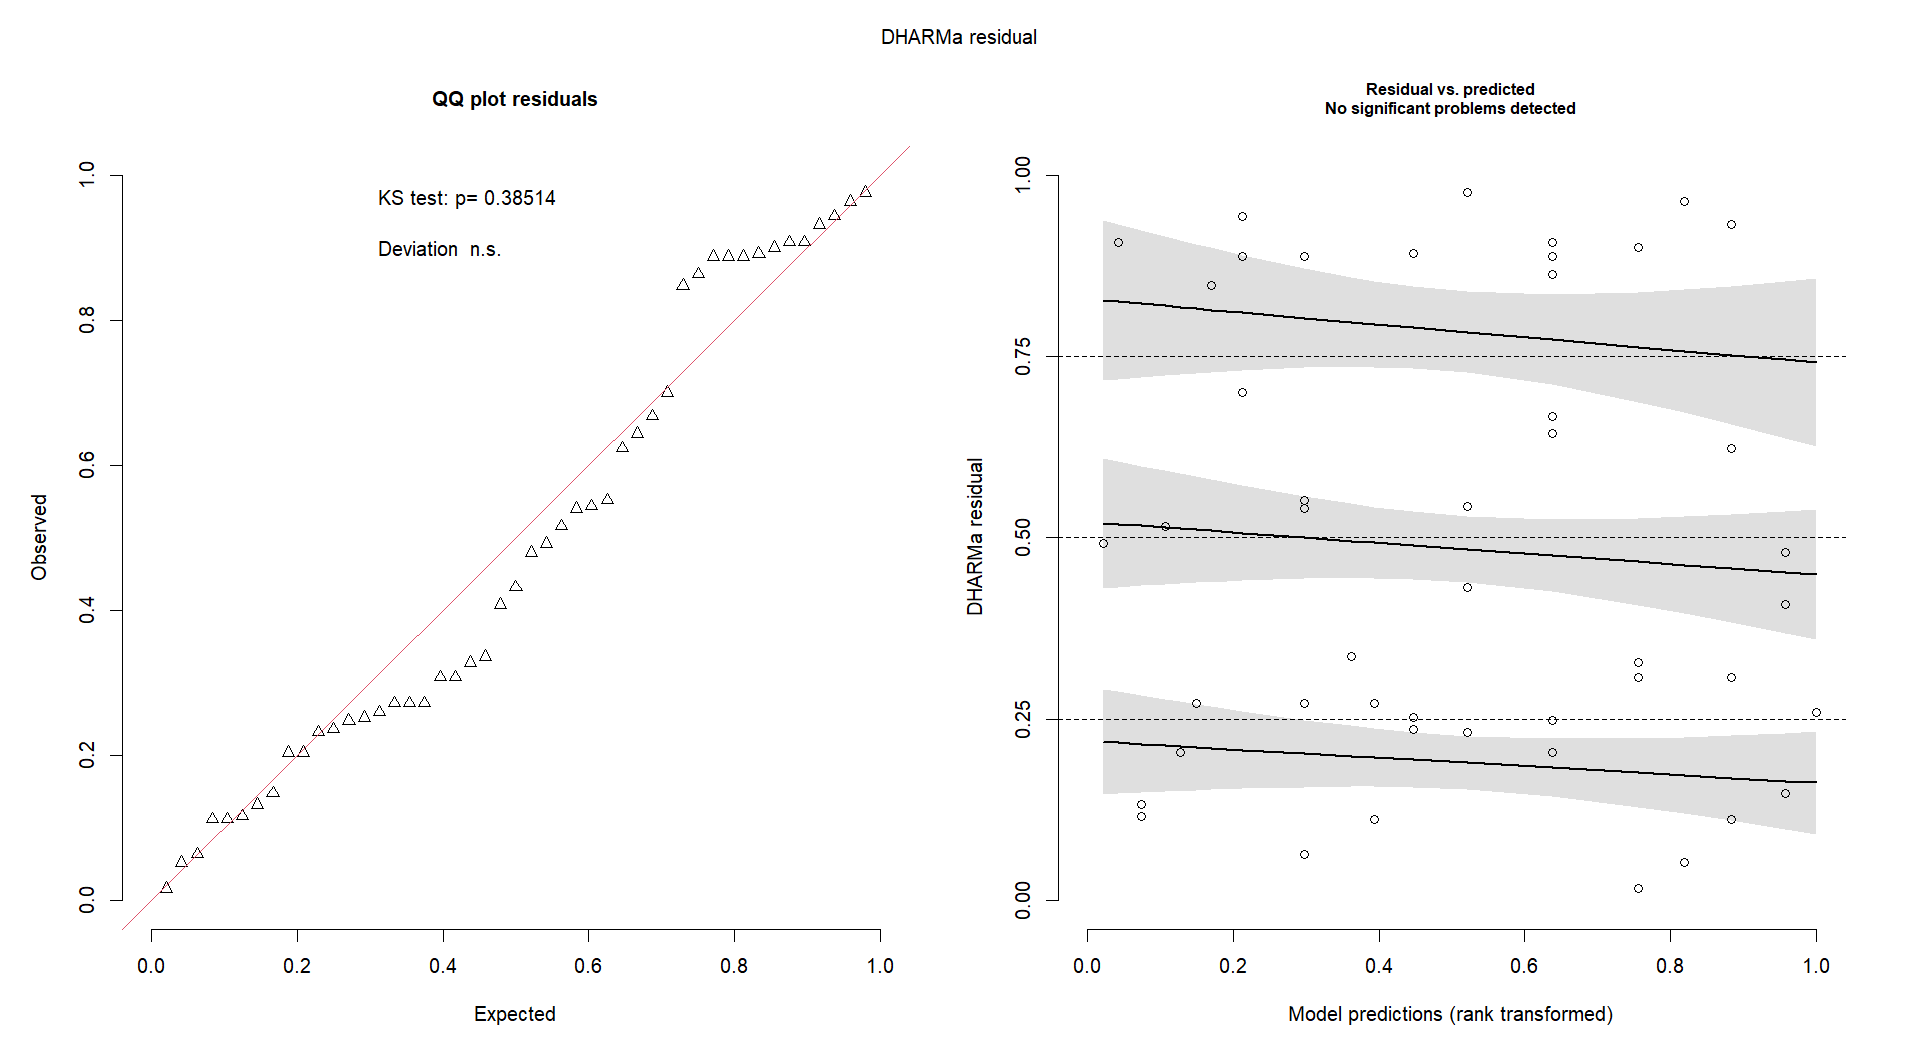 DHARMa residual
QQ plot residuals
KS test: p= 0.38514
Deviation  n.s.
Observed
0.0 0.2 0.4 0.6 0.8 1.0
0.0 0.2 0.4 0.6 0.8 1.0
Expected
Residual vs. predicted
No significant problems detected
DHARMa residual
0.00 0.25 0.50 0.75 1.00
0.0 0.2 0.4 0.6 0.8 1.0
Model predictions (rank transformed)